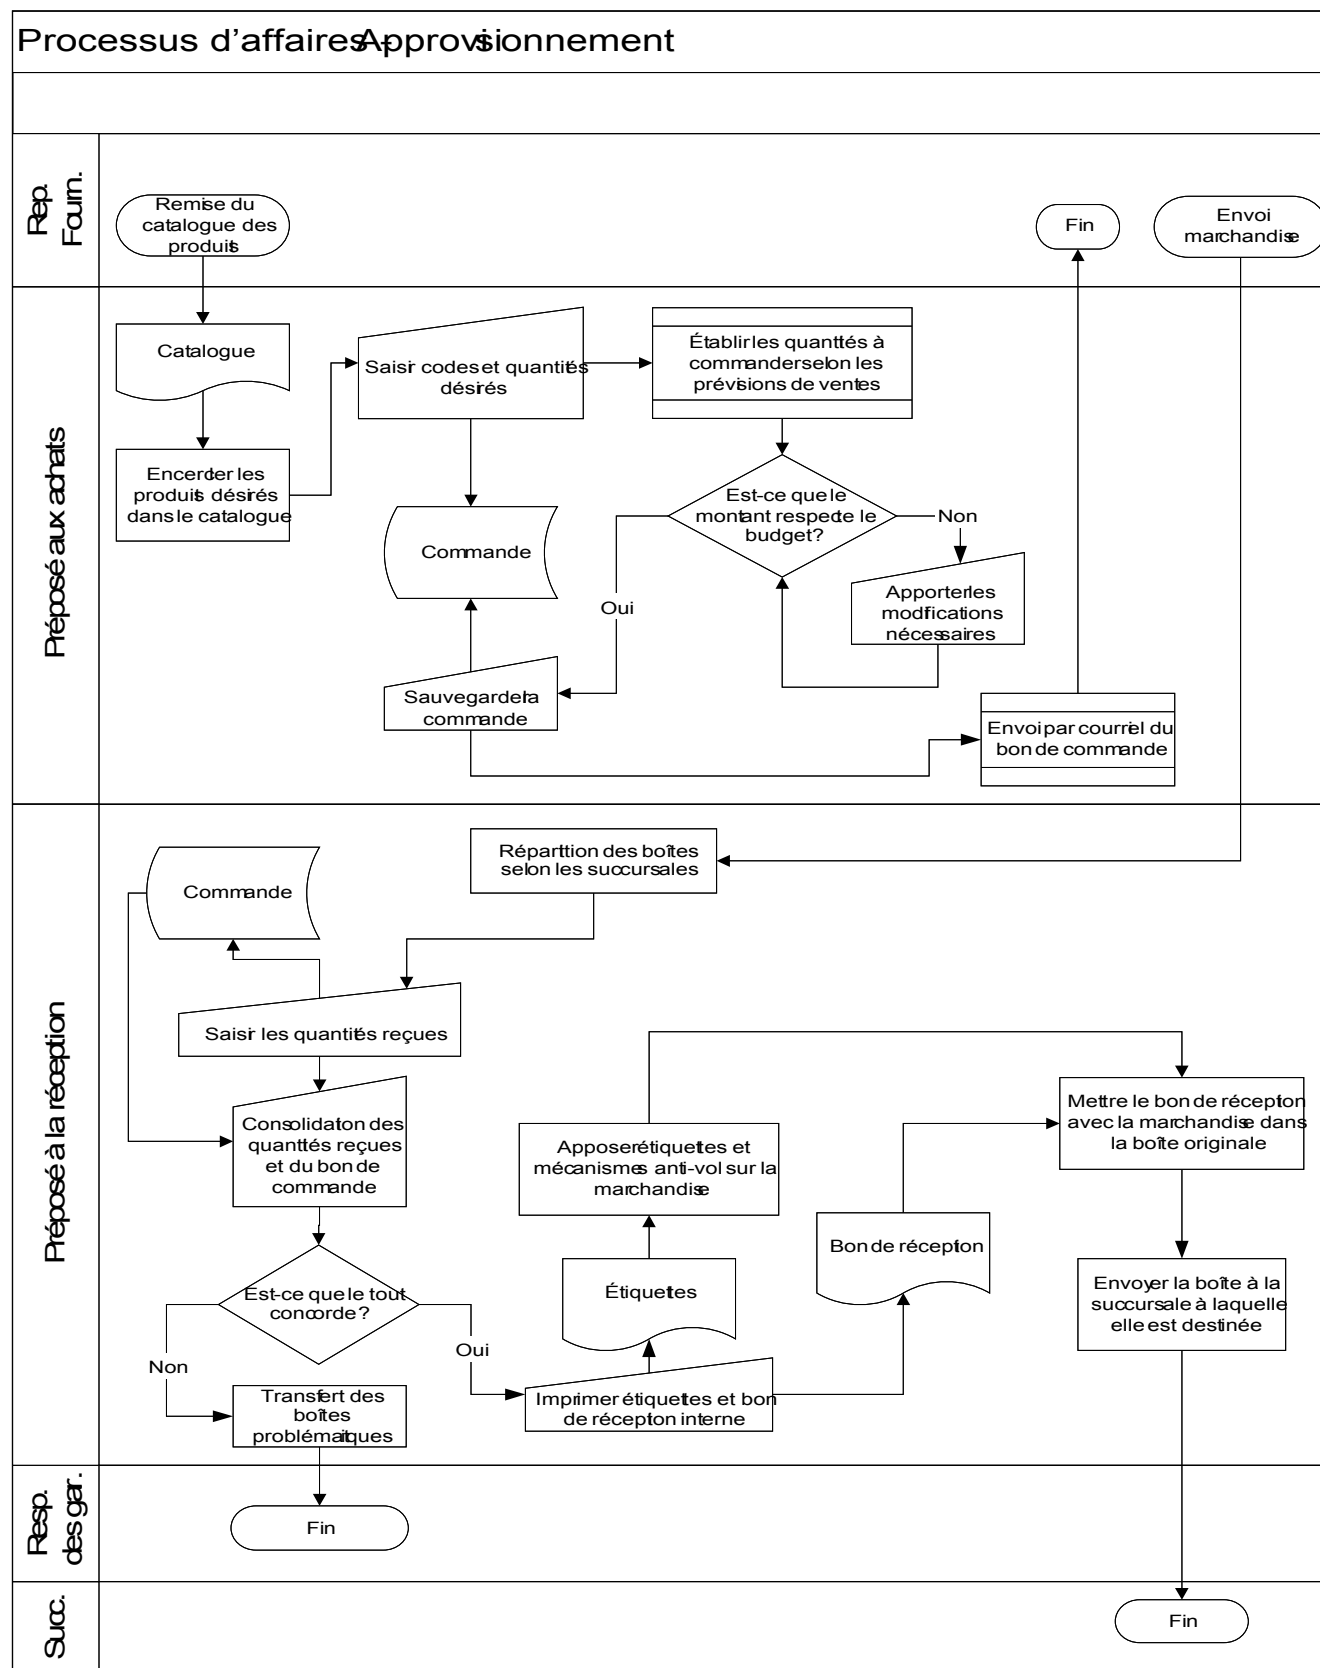 Processus d'affaires - Approvisionnement
Rep.
Fourn.
Remise du
catalogue des
produits
Fin
Envoi
marchandise
Préposé aux achats
Catalogue
Encercler les
produits désirés
dans le catalogue
Saisir codes et quantités
désirés
Établir les quantités à
commander selon les
prévisions de ventes
Commande
Est-ce que le
montant respecte le
budget?
Non
Oui
Apporter les
modifications
nécessaires
Sauvegarde la
commande
Envoi par courriel du
bon de commande
Préposé à la réception
Répartition des boîtes
selon les succursales
Commande
Saisir les quantités reçues
Consolidation des
quantités reçues
et du bon de
commande
Est-ce que le tout
concorde?
Non
Oui
Transfert des
boîtes
problématiques
Imprimer étiquettes et bon
de réception interne
Étiquettes
Apposer étiquettes et
mécanismes anti-vol sur la
marchandise
Bon de réception
Mettre le bon de réception
avec la marchandise dans
la boîte originale
Envoyer la boîte à la
succursale à laquelle
elle est destinée
Resp.
des gar.
Fin
Succ.
Fin